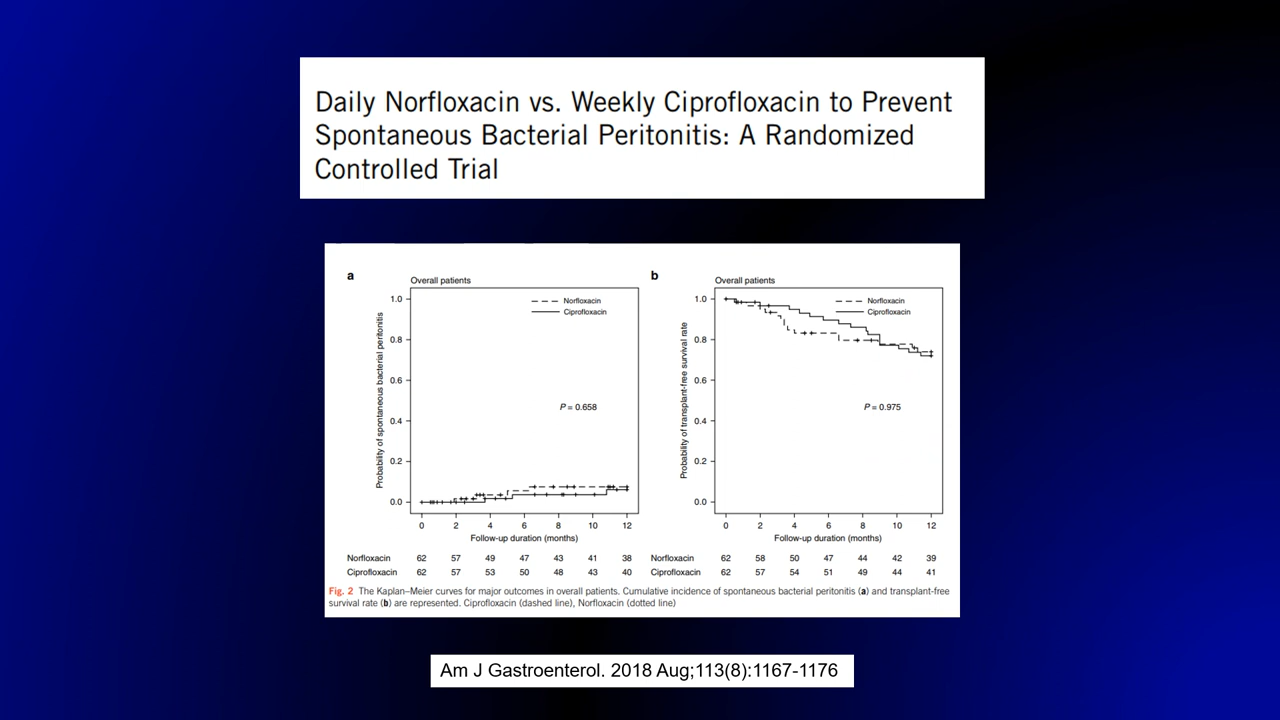 Daily Norfloxacin vs. Weekly Ciprofloxacin to Prevent
Spontaneous Bacterial Peritonitis: A Randomized
Controlled Trial
a
Overall patients
Probability of spontaneous bacterial peritonitis
1.0
0.8
0.6
0.4
0.2
0.0
Norfloxacin
Ciprofloxacin
P = 0.658
0 2 4 6 8 10 12
Follow-up duration (months)
Norfloxacin 62 57 49 47 43 41 38
Ciprofloxacin 62 57 53 50 48 43 40
b
Overall patients
Probability of transplant-free survival rate
1.0
0.8
0.6
0.4
0.2
0.0
Norfloxacin
Ciprofloxacin
P = 0.975
0 2 4 6 8 10 12
Follow-up duration (months)
Norfloxacin 62 58 50 47 44 42 39
Ciprofloxacin 62 57 54 51 49 44 41
Fig. 2 The Kaplan–Meier curves for major outcomes in overall patients. Cumulative incidence of spontaneous bacterial peritonitis (a) and transplant-free
survival rate (b) are represented. Ciprofloxacin (dashed line), Norfloxacin (dotted line)
Am J Gastroenterol. 2018 Aug;113(8):1167-1176